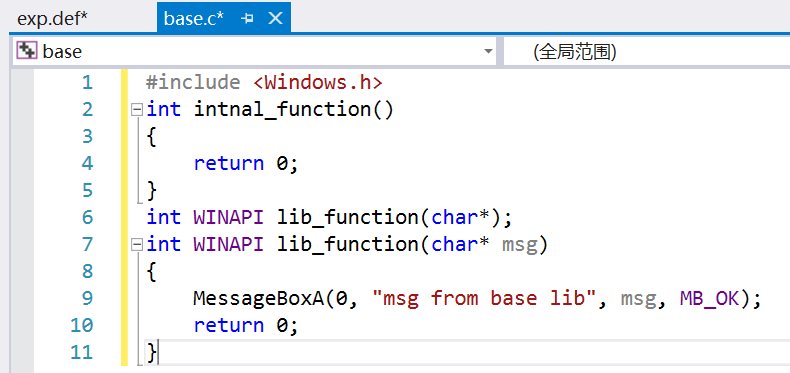 exp.def*
base.c*
base
(全局范围)
1 #include <Windows.h>
2 int intnal_function()
3 {
4     return 0;
5 }
6 int WINAPI lib_function(char*);
7 int WINAPI lib_function(char* msg)
8 {
9     MessageBoxA(0, "msg from base lib", msg, MB_OK);
10     return 0;
11 }